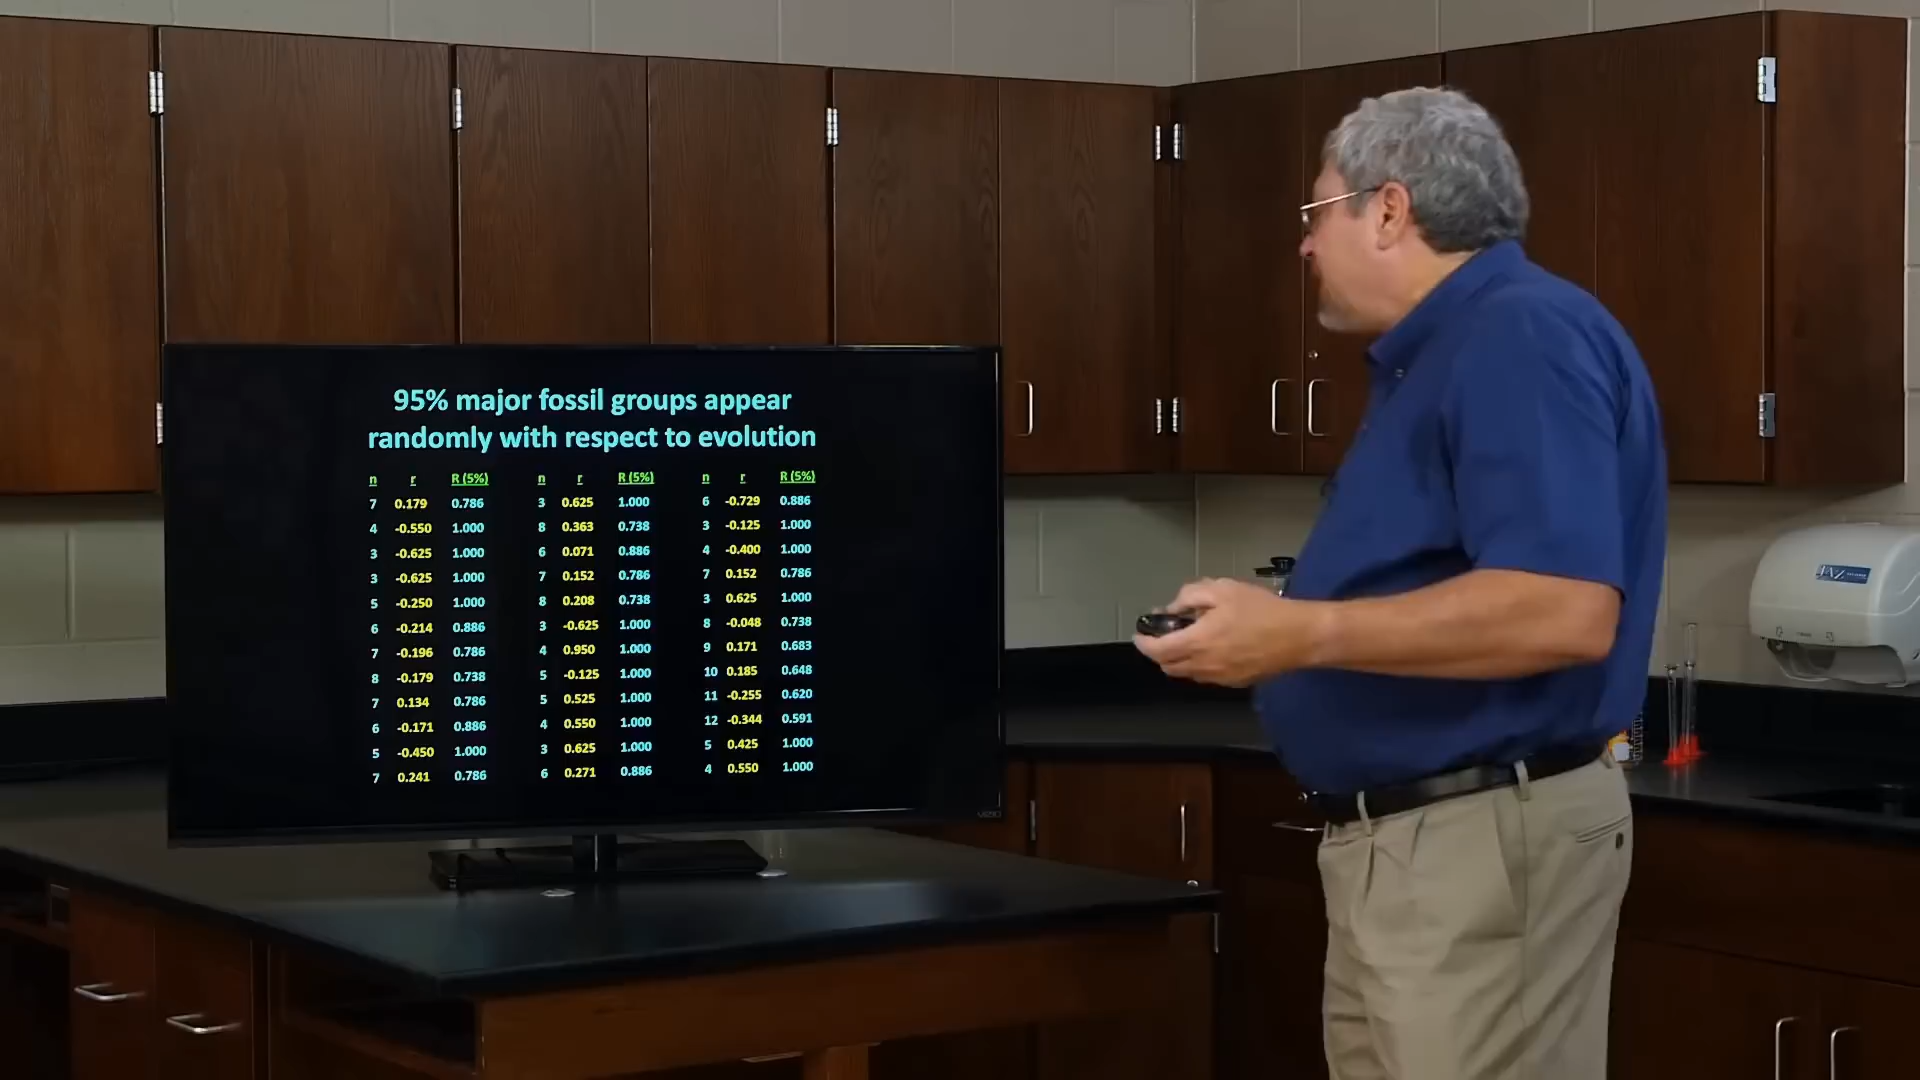 95% major fossil groups appear
randomly with respect to evolution
n r R (5%) n r R (5%) n r R (5%)
7 0.179 0.786 3 0.625 1.000 6 -0.729 0.886
4 -0.550 1.000 8 0.363 0.738 3 -0.125 1.000
3 -0.625 1.000 6 0.071 0.886 4 -0.400 1.000
3 -0.625 1.000 7 0.152 0.786 7 0.152 0.786
5 -0.250 1.000 8 0.208 0.738 3 0.625 1.000
6 -0.214 0.886 3 -0.625 1.000 8 -0.048 0.738
7 -0.196 0.786 4 0.950 1.000 9 0.171 0.683
8 -0.179 0.738 5 -0.125 1.000 10 0.185 0.648
7 0.134 0.786 5 0.525 1.000 11 -0.255 0.620
6 -0.171 0.886 4 0.550 1.000 12 -0.344 0.591
5 -0.450 1.000 3 0.625 1.000 5 0.425 1.000
7 0.241 0.786 6 0.271 0.886 4 0.550 1.000
VIZIO